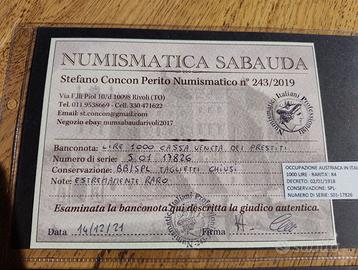 NUMISMATICA SABAUDA
Stefano Concon Perito Numismatico n° 243/2019
Via F.lli Piol 10/d 10098 Rivoli (TO)
Tel. 011.9538669 - Cell. 330 471622
Email st.concon@gmail.com
Negozio ebay numsabaudarivoli2017
Banconota: LIRE 1000 CASSA VENETA DEI PRESTITI
Numero di serie: S 01 17826
Conservazione: BB/SPL TAGLIETTI CHIUSI
Note: ESTREMAMENTE RARO
Esaminata la banconota qui descritta la giudico autentica.
Data 14/12/21 Firma
OCCUPAZIONE AUSTRIACA IN ITAL
1000 LIRE - RARITA': R4
DECRETO: 02/01/1918
CONSERVAZIONE: SPL
NUMERO DI SERIE: S01-17826
subito